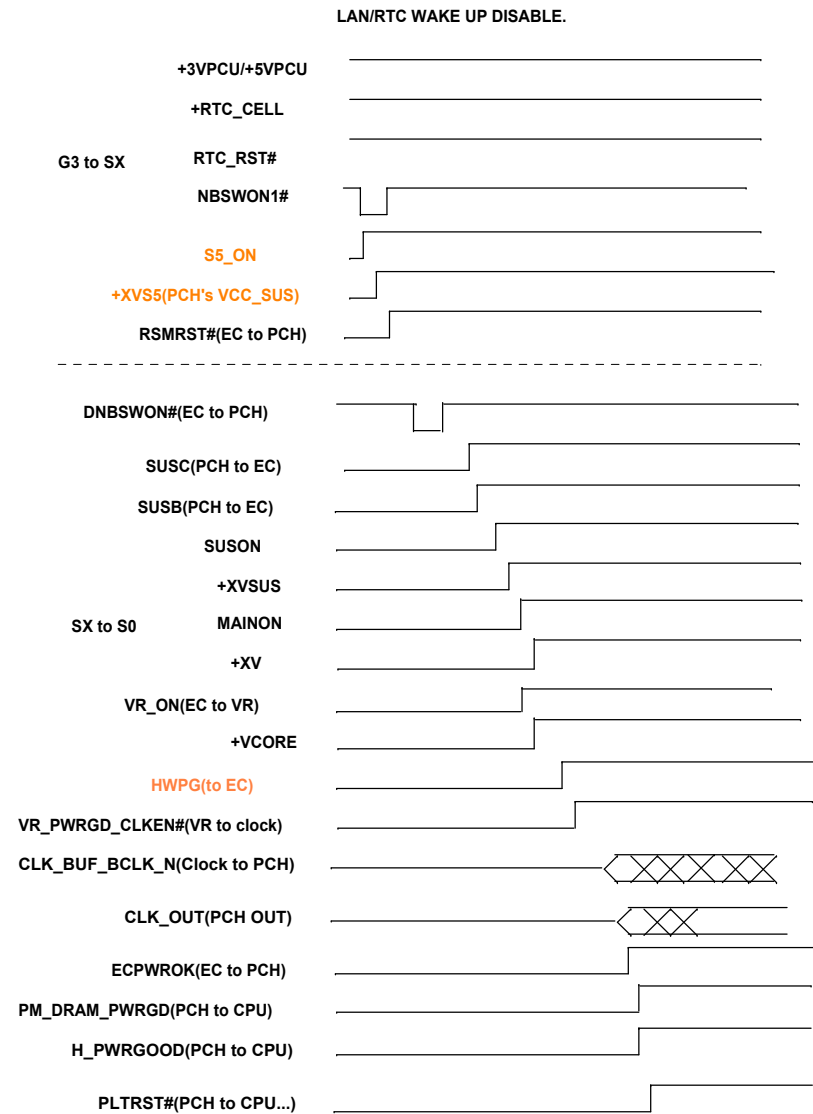 LAN/RTC WAKE UP DISABLE.
+3VPCU/+5VPCU
+RTC_CELL
G3 to SX
RTC_RST#
NBSWON1#
S5_ON
+XVS5(PCH's VCC_SUS)
RSMRST#(EC to PCH)
DNBSWON#(EC to PCH)
SUSC(PCH to EC)
SUSB(PCH to EC)
SUSON
+XVSUS
SX to S0
MAINON
+XV
VR_ON(EC to VR)
+VCORE
HWPG(to EC)
VR_PWRGD_CLKEN#(VR to clock)
CLK_BUF_BCLK_N(Clock to PCH)
CLK_OUT(PCH OUT)
ECPWROK(EC to PCH)
PM_DRAM_PWRGD(PCH to CPU)
H_PWRGOOD(PCH to CPU)
PLTRST#(PCH to CPU...)